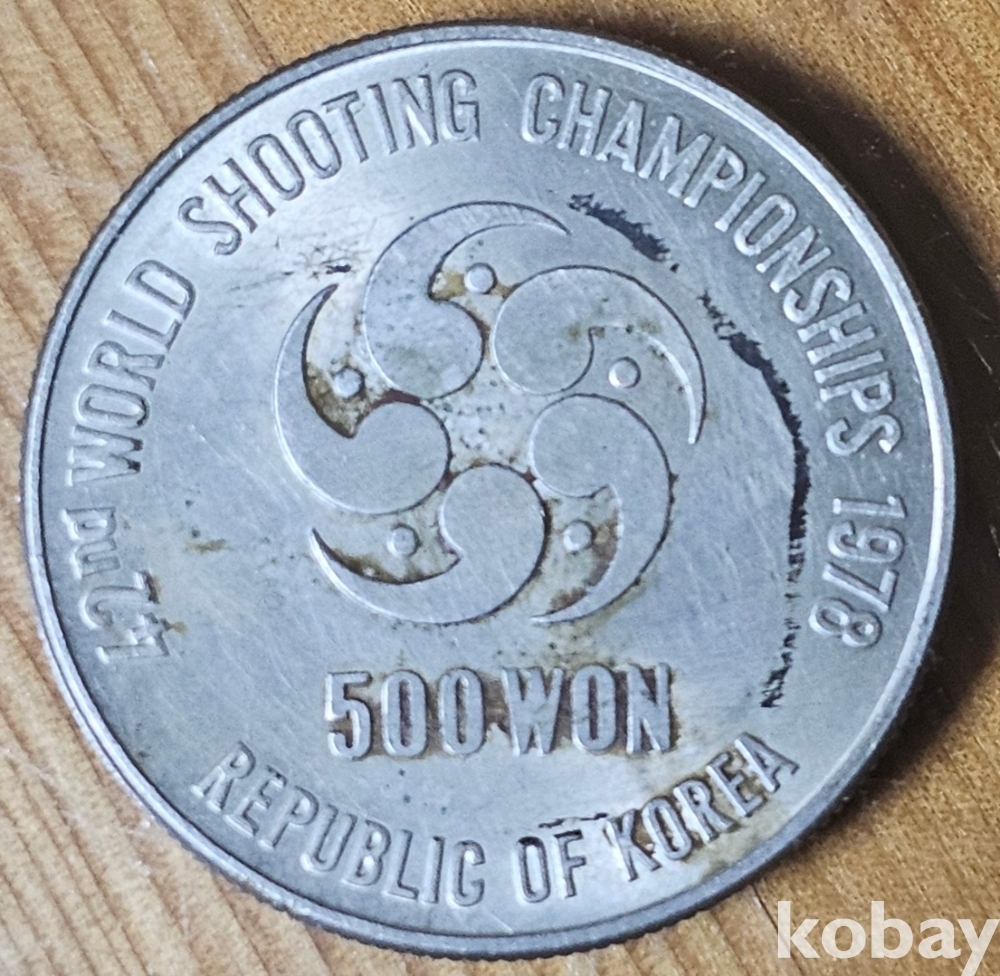 42nd WORLD SHOOTING CHAMPIONSHIPS 1978
500 WON
REPUBLIC OF KOREA
kobay